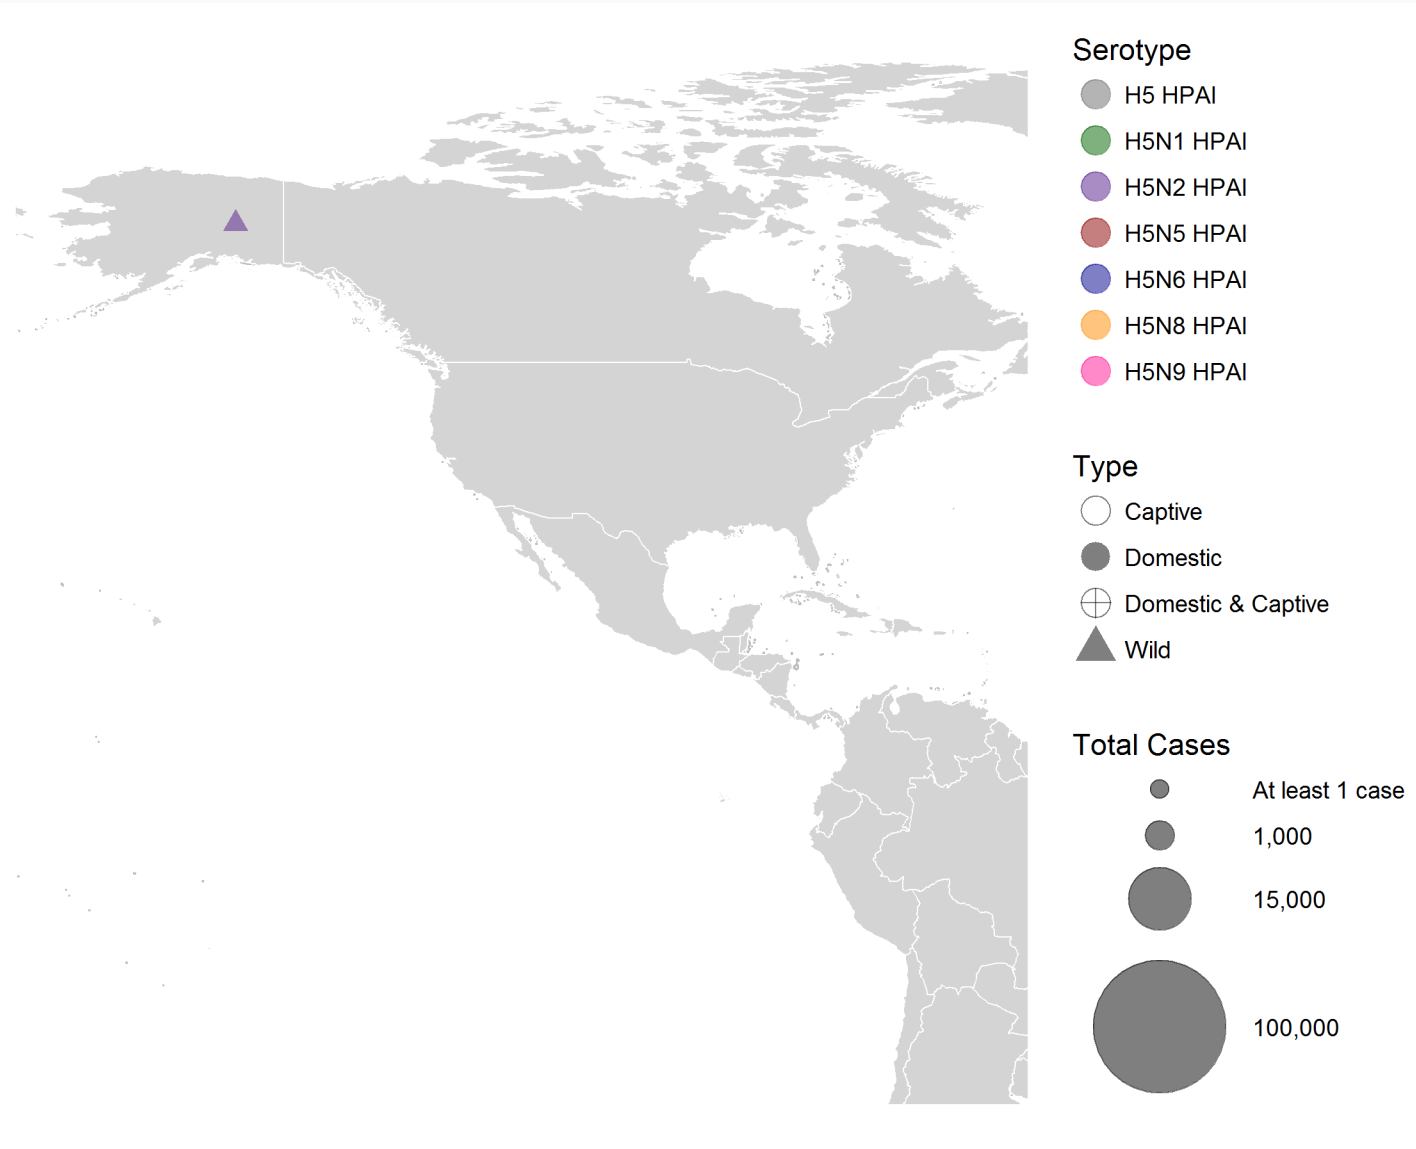 Serotype
H5 HPAI
H5N1 HPAI
H5N2 HPAI
H5N5 HPAI
H5N6 HPAI
H5N8 HPAI
H5N9 HPAI
Type
Captive
Domestic
Domestic & Captive
Wild
Total Cases
At least 1 case
1,000
15,000
100,000